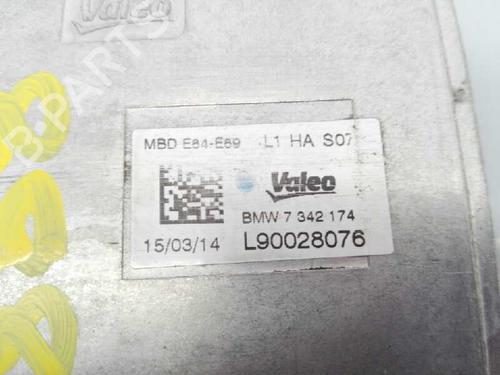 Valeo
B-PARTS
MBD E84-E89 L1 HA S07
Valeo
BMW 7 342 174
15/03/14 L90028076